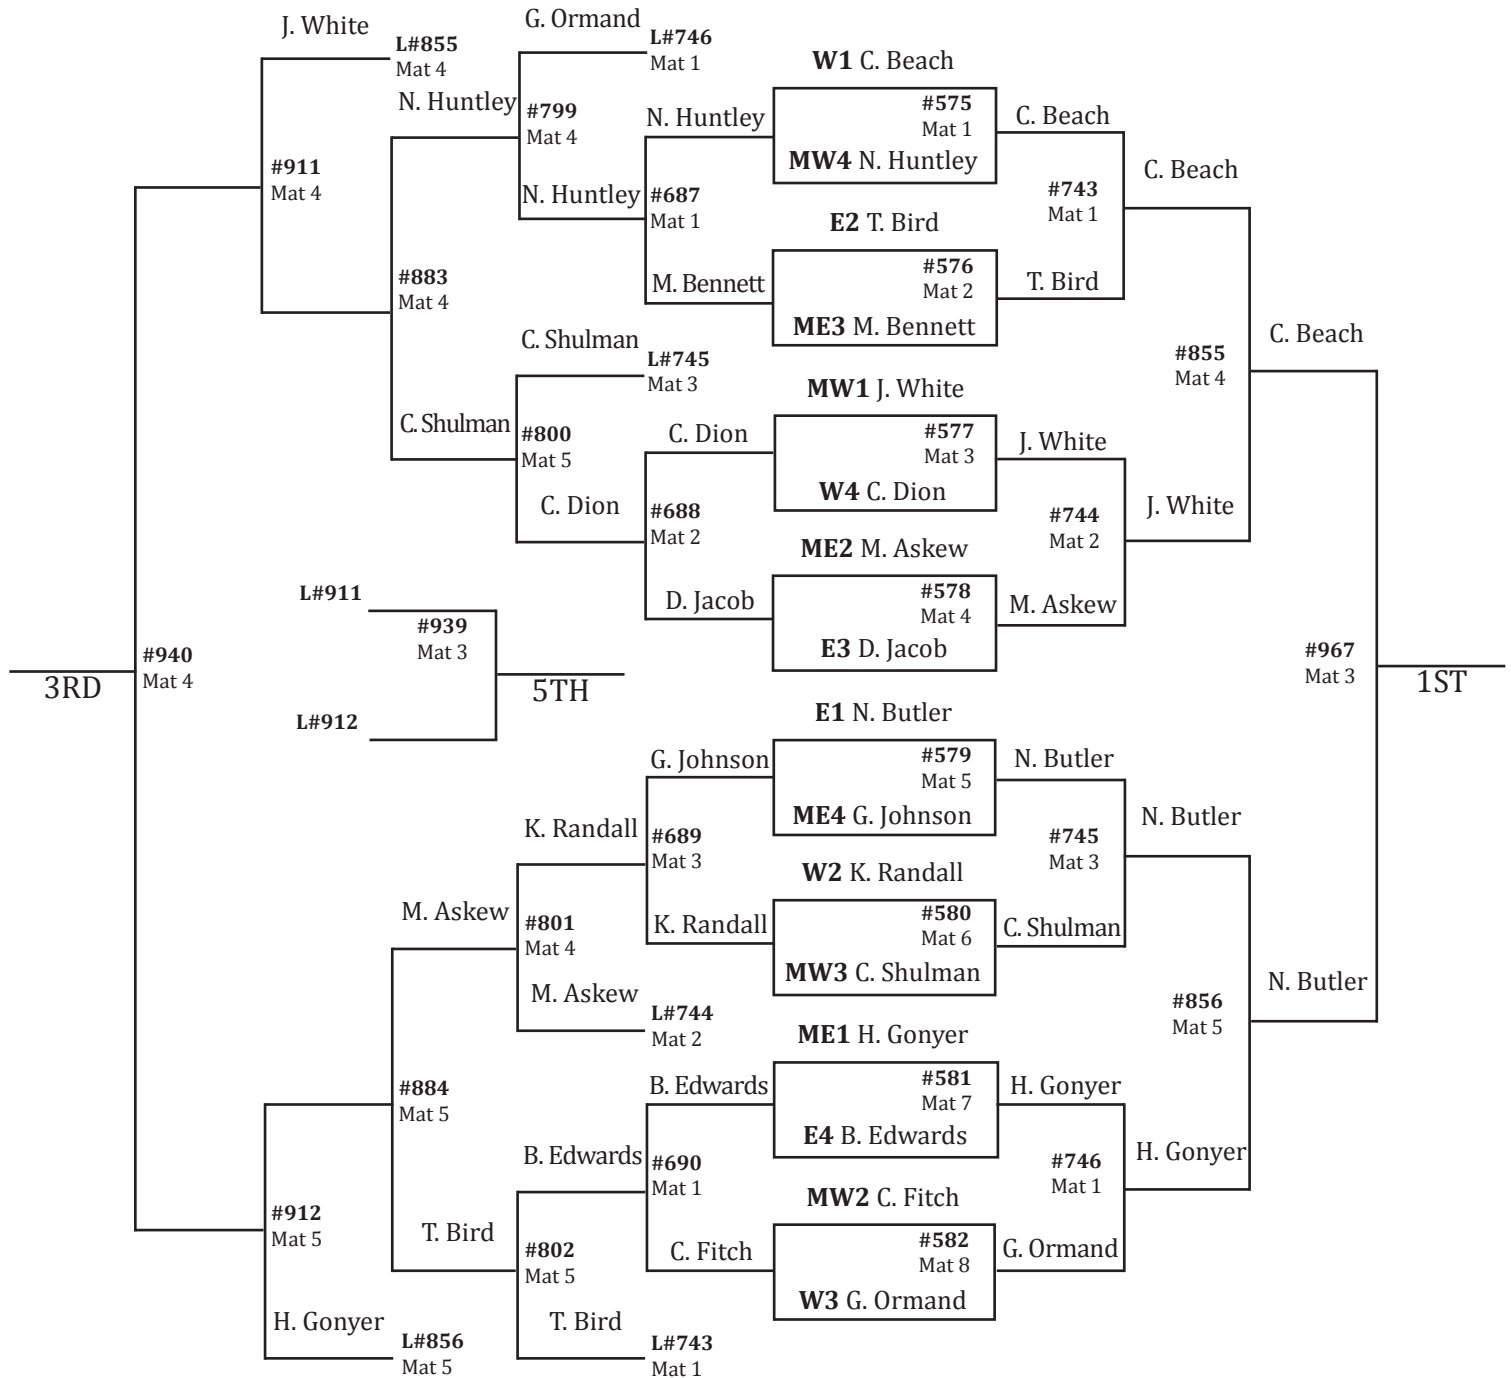 J. White
L#855
Mat 4
G. Ormand
L#746
Mat 1
N. Huntley
#799
Mat 4
#911
Mat 4
N. Huntley
#687
Mat 1
N. Huntley
M. Bennett
#883
Mat 4
C. Shulman
L#745
Mat 3
C. Shulman
#800
Mat 5
C. Dion
C. Dion
#688
Mat 2
D. Jacob
W1 C. Beach
#575
Mat 1
MW4 N. Huntley
E2 T. Bird
#576
Mat 2
ME3 M. Bennett
MW1 J. White
#577
Mat 3
W4 C. Dion
ME2 M. Askew
#578
Mat 4
E3 D. Jacob
C. Beach
#743
Mat 1
T. Bird
C. Beach
J. White
#744
Mat 2
M. Askew
J. White
#855
Mat 4
C. Beach
L#911
#939
Mat 3
L#912
5TH
#940
Mat 4
3RD
#967
Mat 3
1ST
E1 N. Butler
#579
Mat 5
ME4 G. Johnson
W2 K. Randall
#580
Mat 6
MW3 C. Shulman
ME1 H. Gonyer
#581
Mat 7
E4 B. Edwards
MW2 C. Fitch
#582
Mat 8
W3 G. Ormand
G. Johnson
K. Randall
#689
Mat 3
K. Randall
M. Askew
#801
Mat 4
M. Askew
L#744
Mat 2
#884
Mat 5
B. Edwards
B. Edwards
#690
Mat 1
C. Fitch
#912
Mat 5
T. Bird
#802
Mat 5
T. Bird
L#743
Mat 1
H. Gonyer
L#856
Mat 5
N. Butler
#745
Mat 3
C. Shulman
N. Butler
H. Gonyer
#746
Mat 1
G. Ormand
H. Gonyer
#856
Mat 5
N. Butler